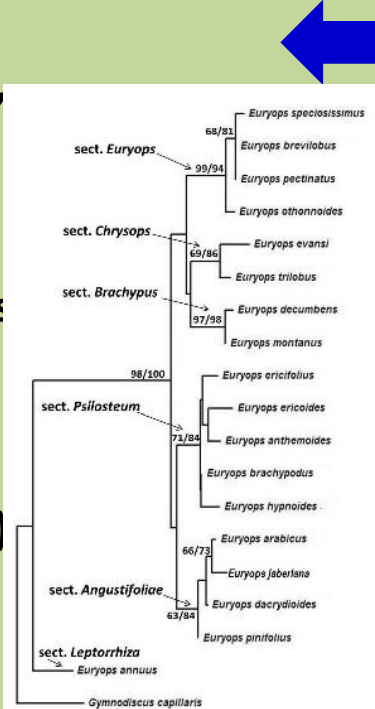 Euryops speciosissimus
68/81
sect. Euryops
Euryops brevilobus
99/94
Euryops pectinatus
Euryops othonnoides
sect. Chrysops
Euryops evansi
69/86
Euryops trilobus
sect. Brachypus
Euryops decumbens
97/98
Euryops montanus
98/100
Euryops ericifolius
sect. Psilosteum
Euryops ericoides
71/84
Euryops anthemoides
Euryops brachypodus
Euryops hypnoides
Euryops arabicus
66/73
Euryops jaberiana
sect. Angustifoliae
Euryops dacrydioides
63/84
Euryops pinifolius
sect. Leptorrhiza
Euryops annuus
Gymnodiscus capillaris